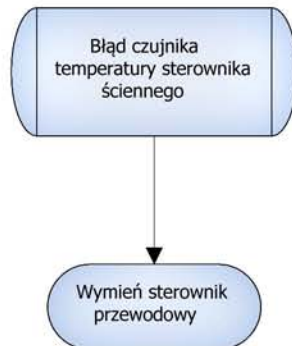 Błąd czujnika
temperatury sterownika
ściennego
Wymień sterownik
przewodowy